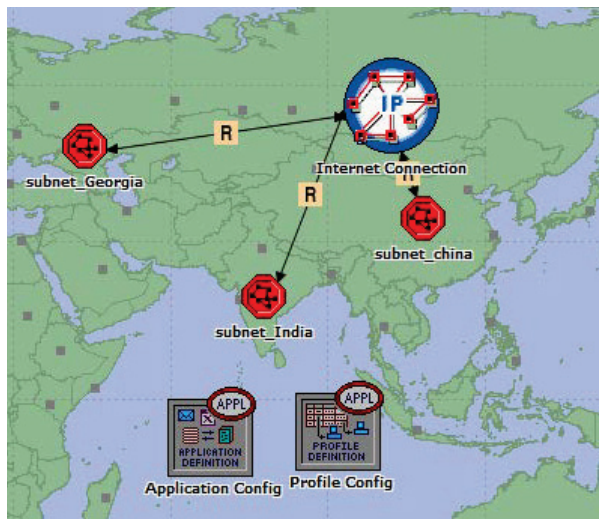 IP
R
Internet Connection
subnet_Georgia
R
R
subnet_china
subnet_India
APPL
APPLICATION
DEFINITION
Application Config
APPL
PROFILE
DEFINITION
Profile Config